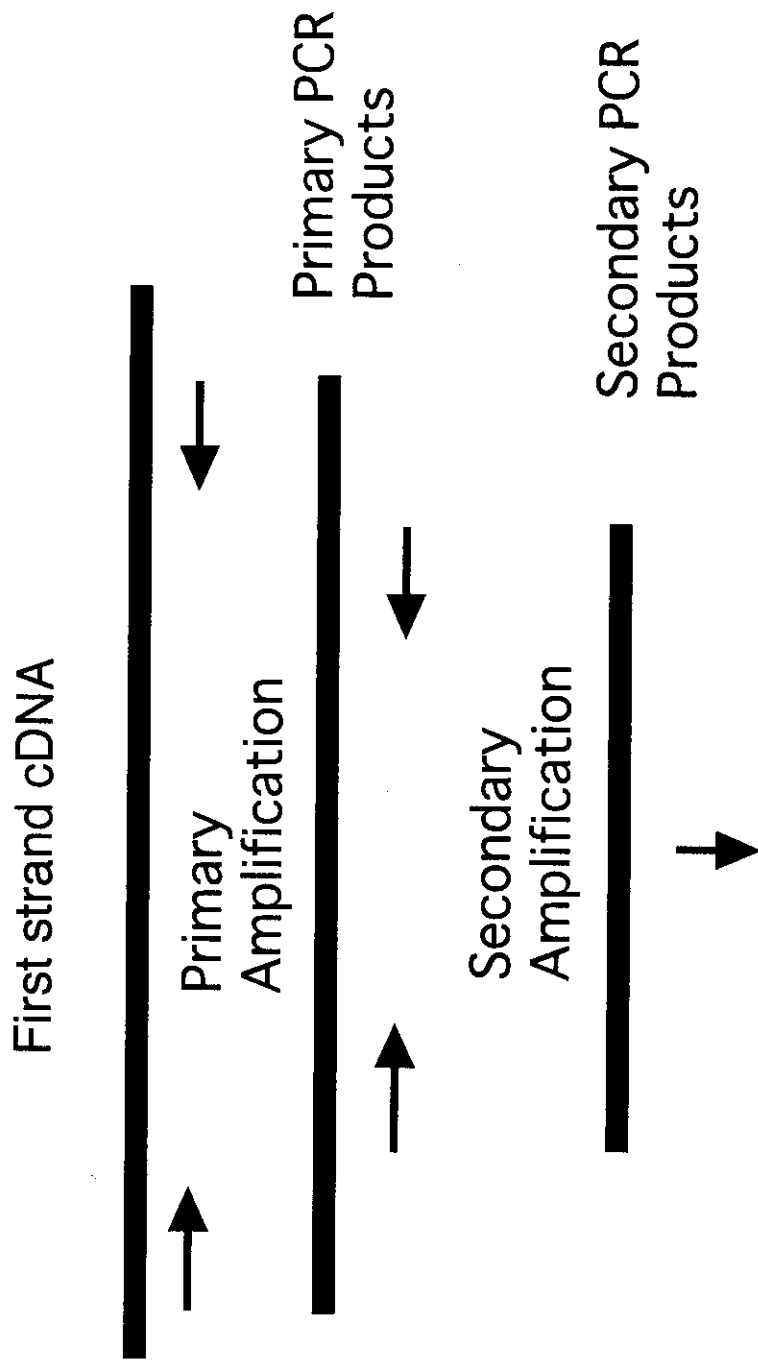 First strand cDNA
Primary
Amplification
Primary PCR
Products
Secondary
Amplification
Secondary PCR
Products